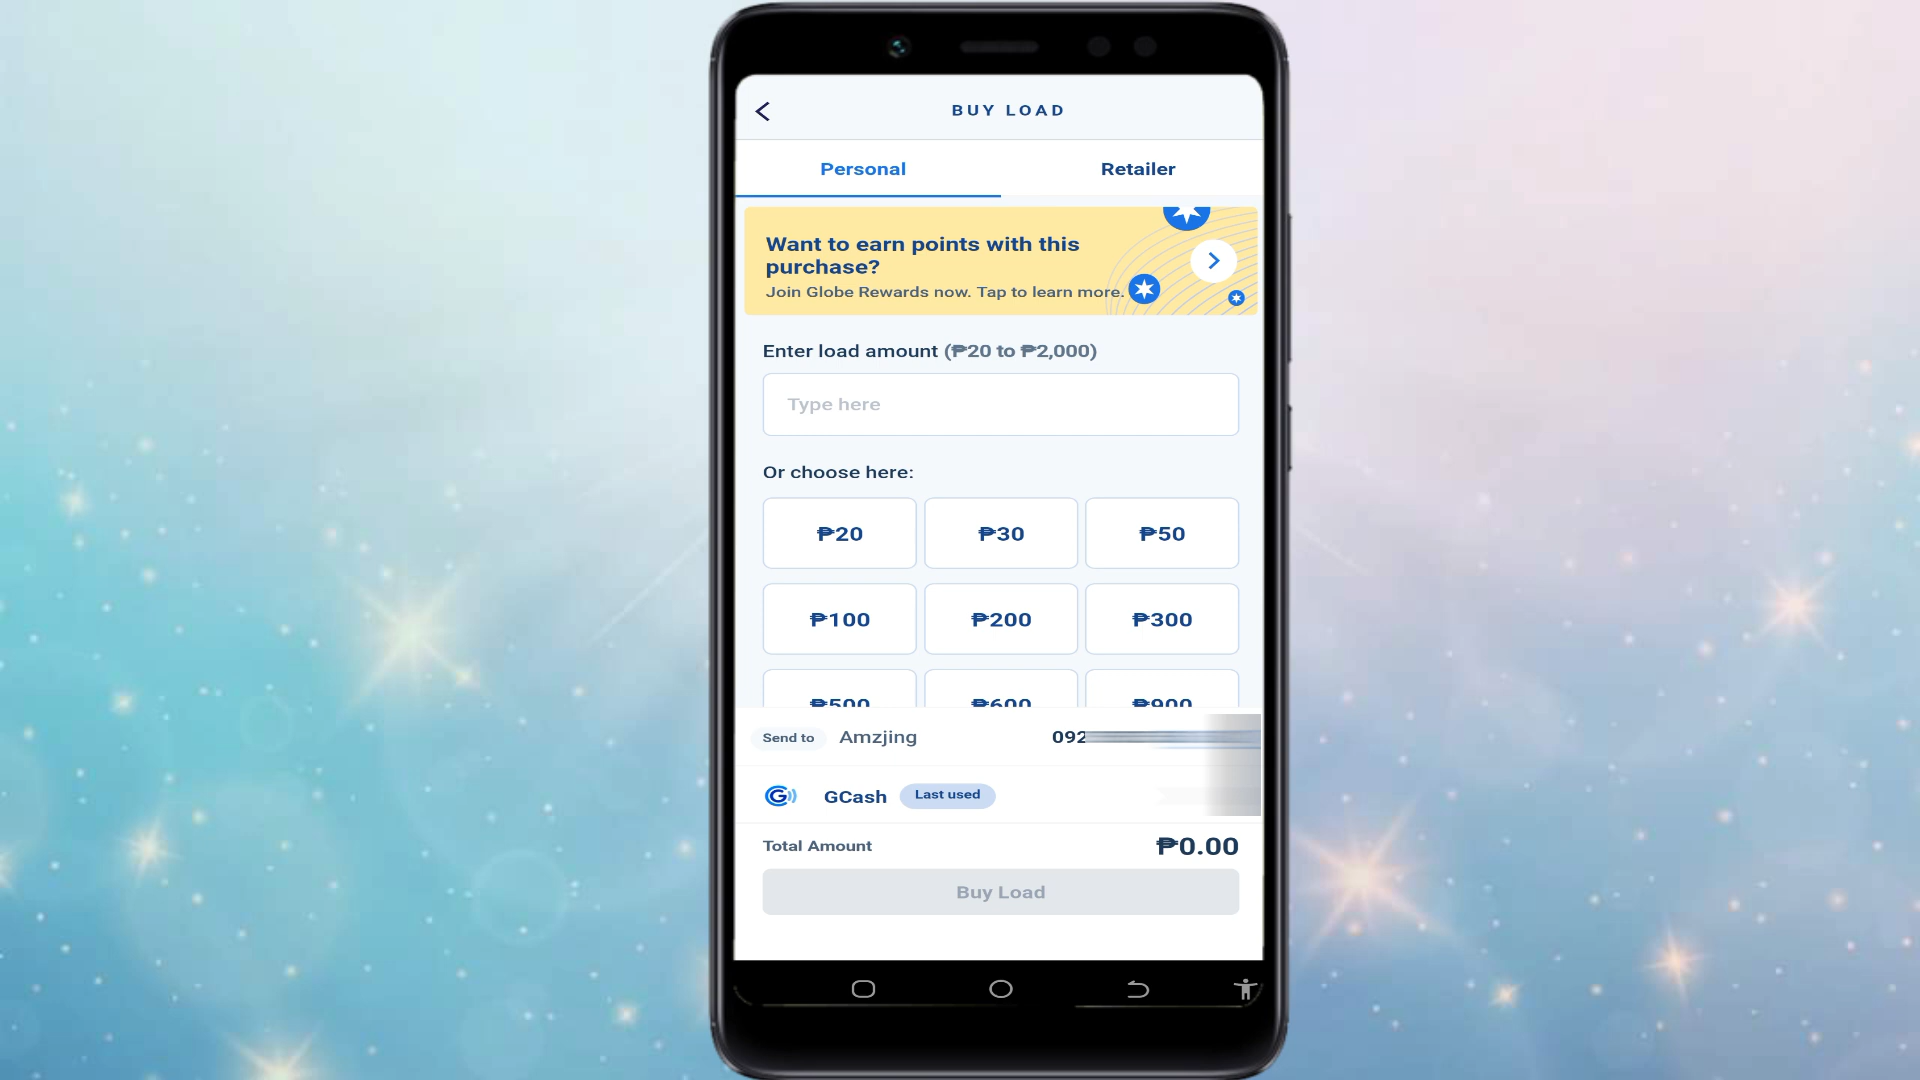 BUY LOAD
Personal
Retailer
Want to earn points with this
purchase?
Join Globe Rewards now. Tap to learn more.
Enter load amount (₱20 to ₱2,000)
Type here
Or choose here:
₱20
₱30
₱50
₱100
₱200
₱300
₱500
₱600
₱900
Send to
Amzjing
092
GCash
Last used
Total Amount
₱0.00
Buy Load